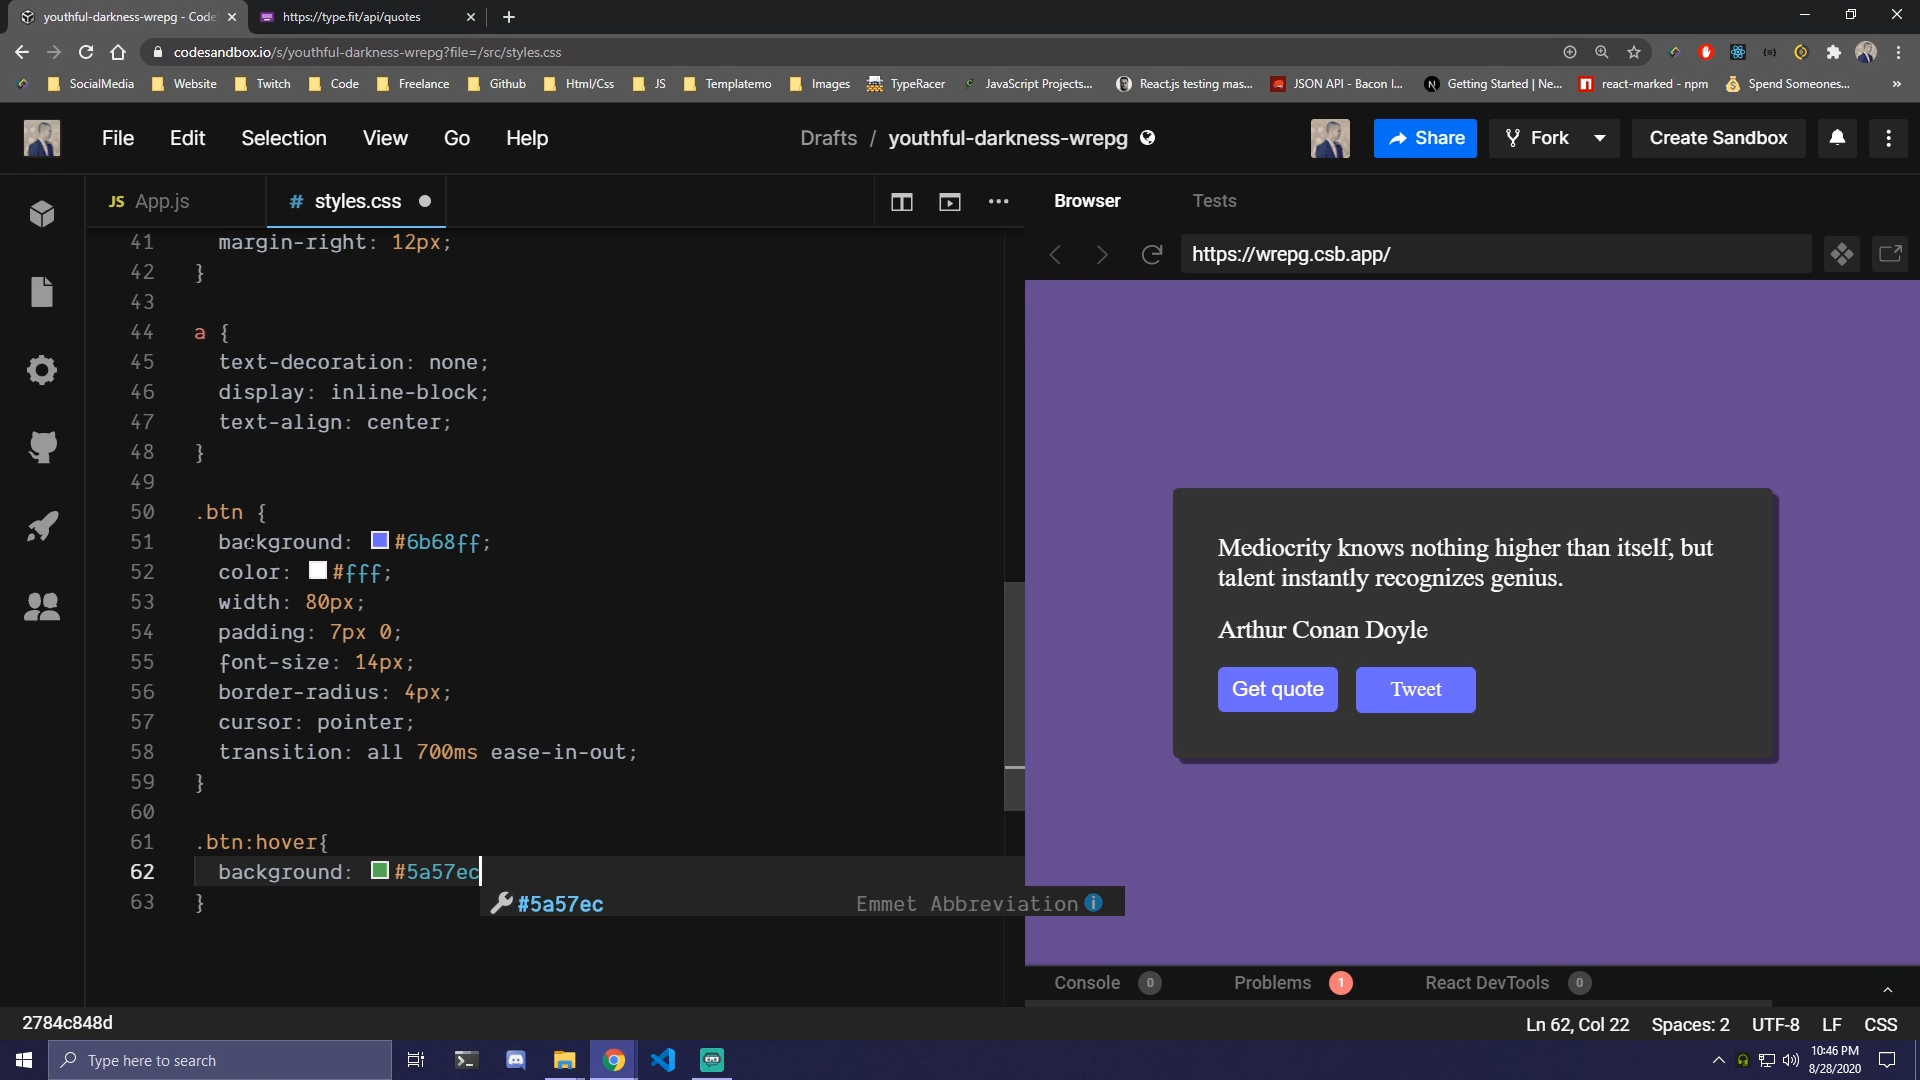 youthful-darkness-wrepg - Code
https://type.fit/api/quotes
codesandbox.io/s/youthful-darkness-wrepg?file=/src/styles.css
SocialMedia Website Twitch Code Freelance Github Html/Css JS Templatemo Images TypeRacer JavaScript Projects... React.js testing mas... JSON API - Bacon I... Getting Started | Ne... react-marked - npm Spend Someones... »
File Edit Selection View Go Help
Drafts / youthful-darkness-wrepg
Share Fork Create Sandbox
JS App.js # styles.css
Browser Tests
https://wrepg.csb.app/
41 margin-right: 12px;
42 }
43
44 a {
45 text-decoration: none;
46 display: inline-block;
47 text-align: center;
48 }
49
50 .btn {
51 background: #6b68ff;
52 color: #fff;
53 width: 80px;
54 padding: 7px 0;
55 font-size: 14px;
56 border-radius: 4px;
57 cursor: pointer;
58 transition: all 700ms ease-in-out;
59 }
60
61 .btn:hover{
62 background: #5a57ec
63 }
#5a57ec Emmet Abbreviation
Mediocrity knows nothing higher than itself, but
talent instantly recognizes genius.
Arthur Conan Doyle
Get quote Tweet
Console 0 Problems 1 React DevTools 0
2784c848d
Ln 62, Col 22 Spaces: 2 UTF-8 LF CSS
Type here to search
10:46 PM
8/28/2020